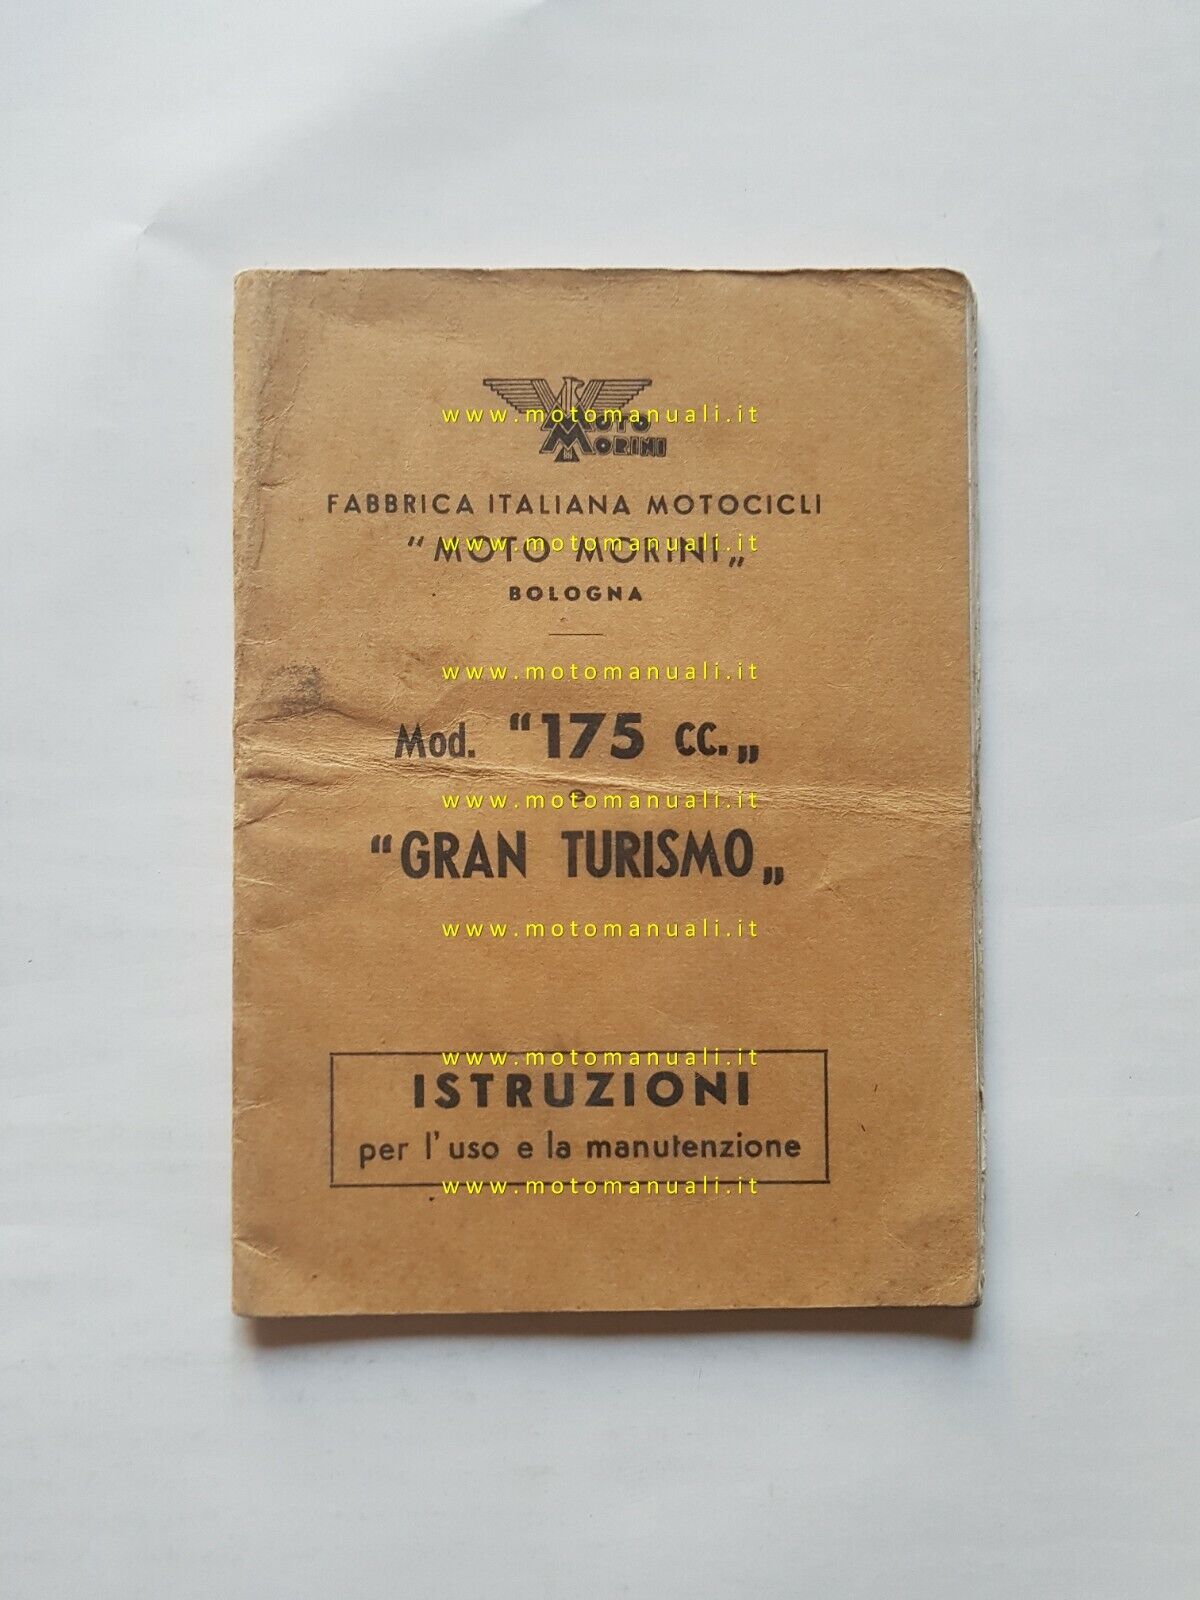 MOTO
MORINI
www.motomanuali.it
FABBRICA ITALIANA MOTOCICLI
"MOTO MORINI„
www.motomanuali.it
BOLOGNA
www.motomanuali.it
Mod. "175 cc.„
e
www.motomanuali.it
"GRAN TURISMO„
www.motomanuali.it
www.motomanuali.it
ISTRUZIONI
per l'uso e la manutenzione
www.motomanuali.it